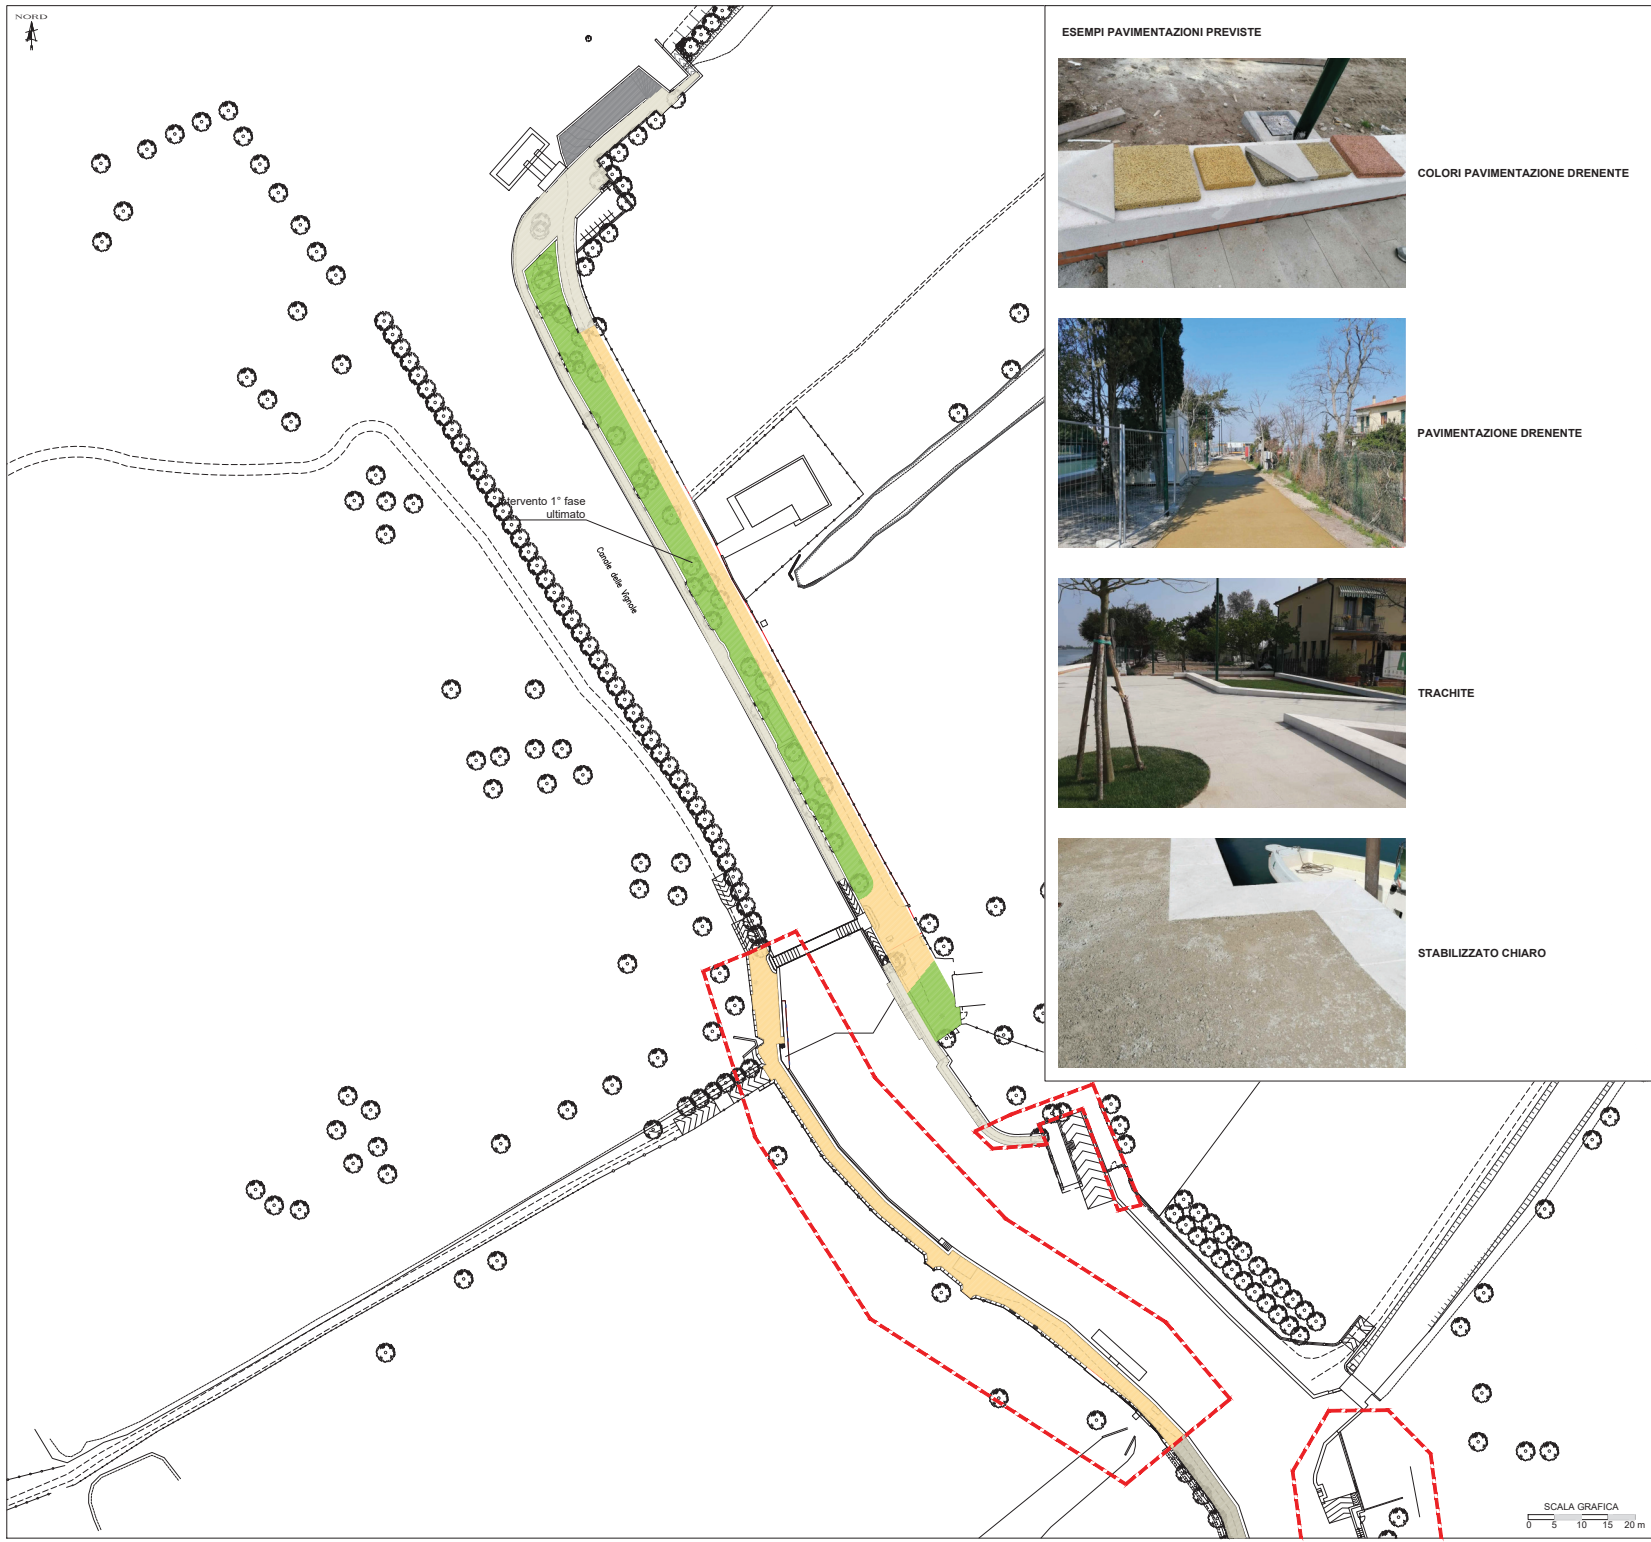 NORD
ESEMPI PAVIMENTAZIONI PREVISTE
COLORI PAVIMENTAZIONE DRENENTE
PAVIMENTAZIONE DRENENTE
tervento 1° fase
ultimato
Canale delle Vignole
TRACHITE
STABILIZZATO CHIARO
SCALA GRAFICA
0 5 10 15 20 m